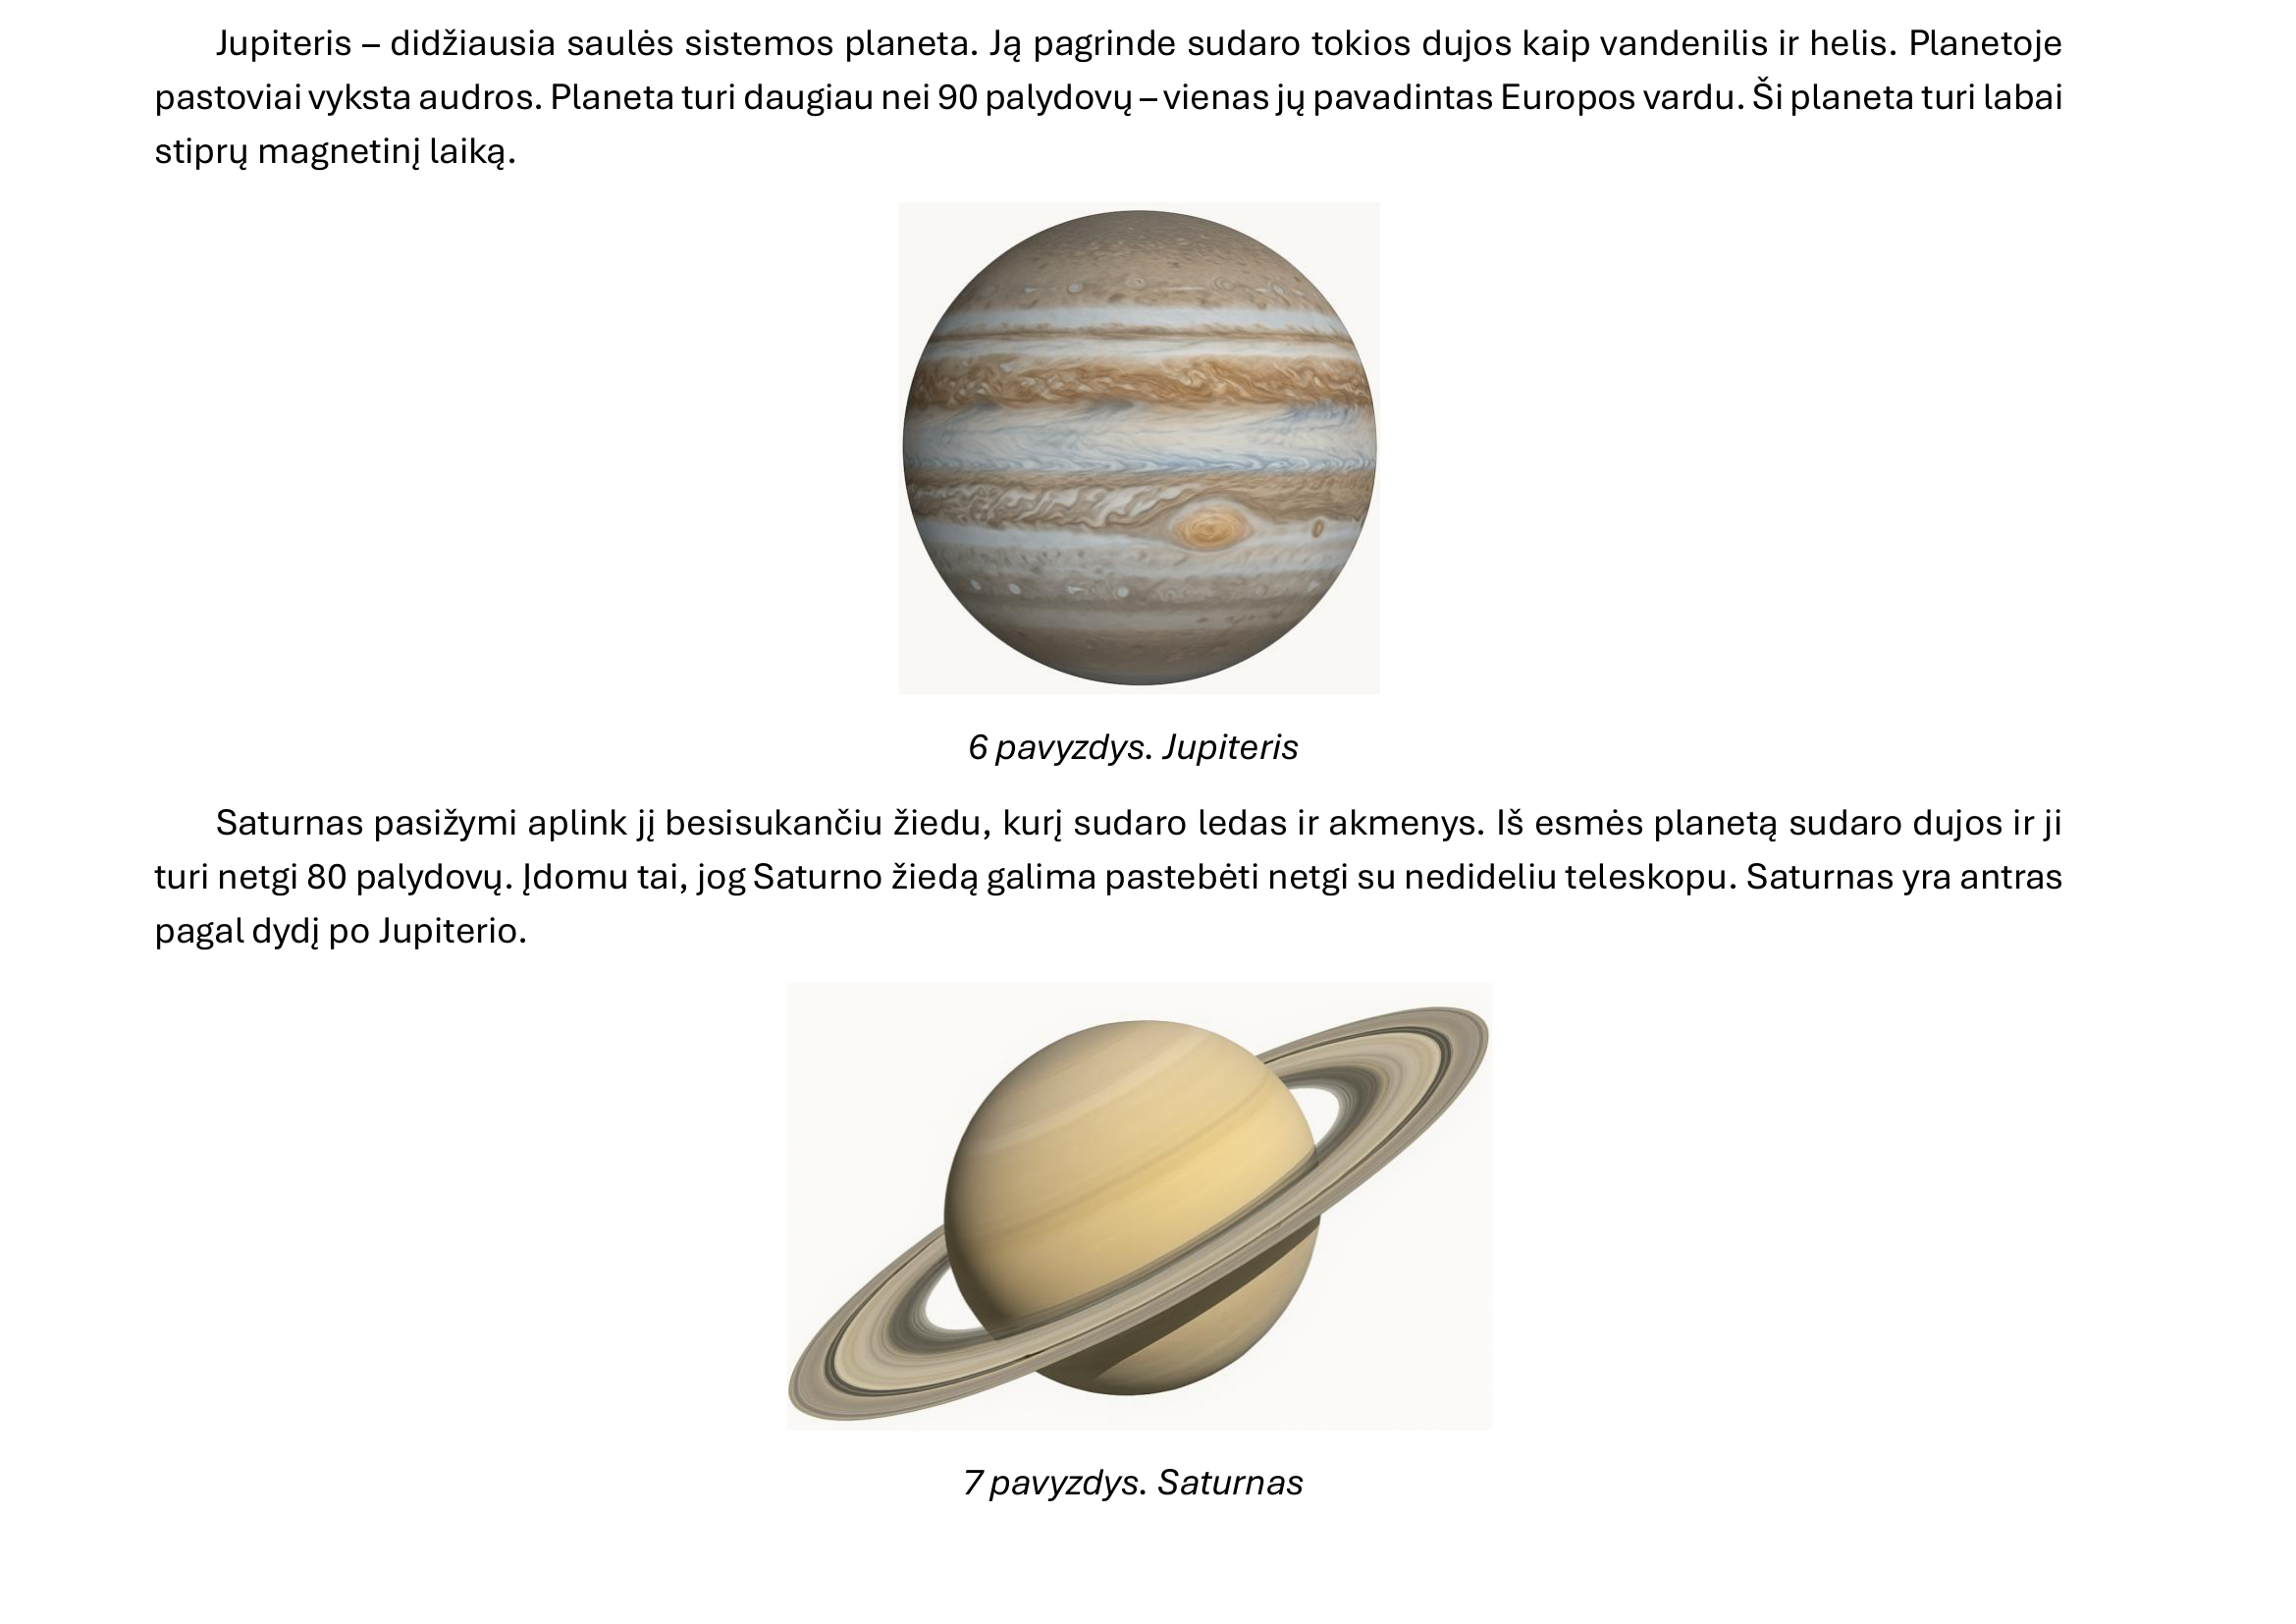 Jupiteris – didžiausia saulės sistemos planeta. Ją pagrinde sudaro tokios dujos kaip vandenilis ir helis. Planetoje
pastoviai vyksta audros. Planeta turi daugiau nei 90 palydovų – vienas jų pavadintas Europos vardu. Ši planeta turi labai
stiprų magnetinį laiką.
6 pavyzdys. Jupiteris
Saturnas pasižymi aplink jį besisukančiu žiedu, kurį sudaro ledas ir akmenys. Iš esmės planetą sudaro dujos ir ji
turi netgi 80 palydovų. Įdomu tai, jog Saturno žiedą galima pastebėti netgi su nedideliu teleskopu. Saturnas yra antras
pagal dydį po Jupiterio.
7 pavyzdys. Saturnas